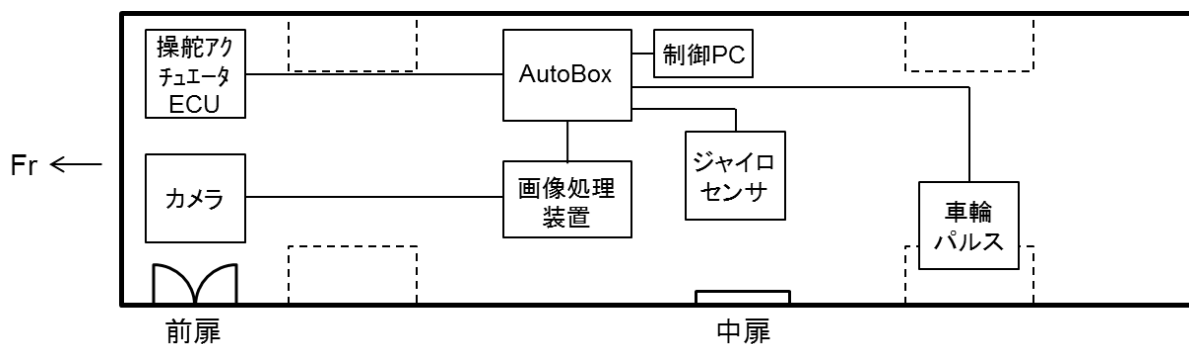 操舵アク
チュエータ
ECU
AutoBox
制御PC
Fr
カメラ
画像処理
装置
ジャイロ
センサ
車輪
パルス
前扉
中扉